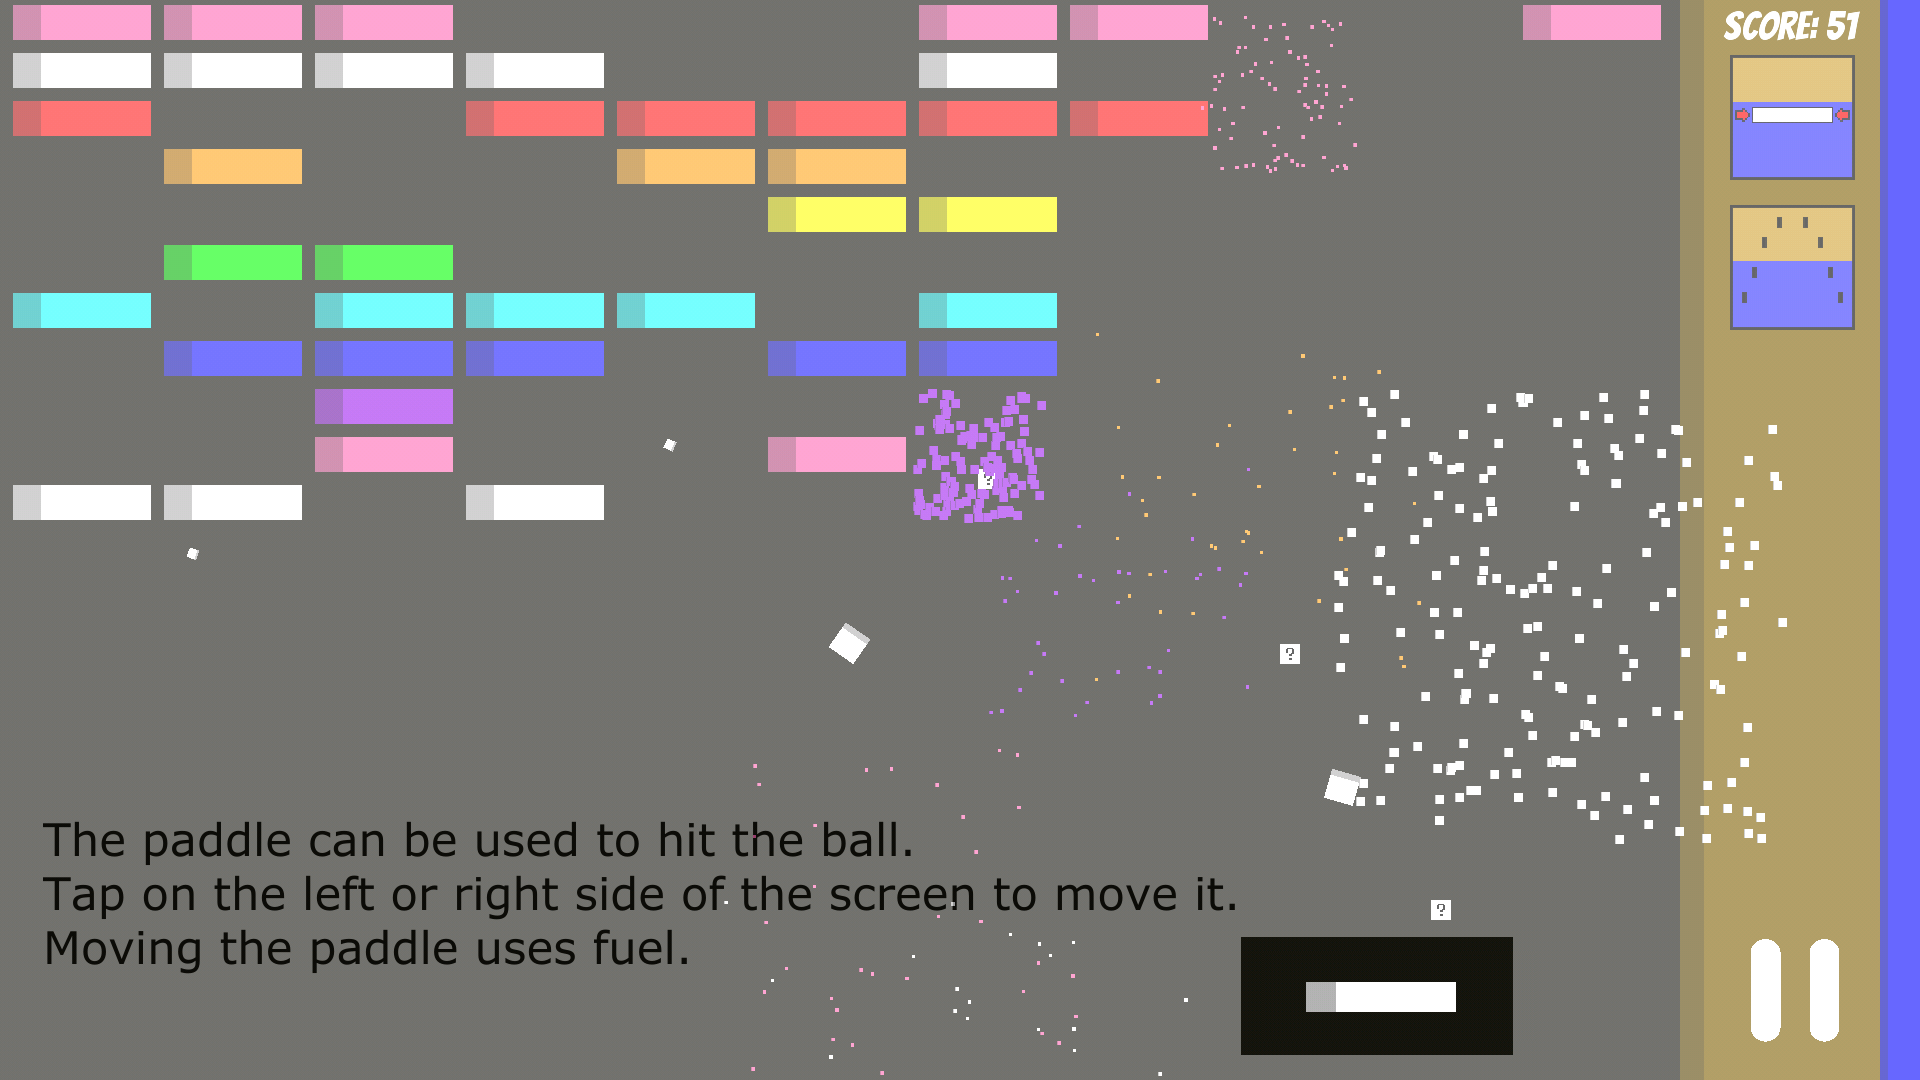 SCORE: 51
?
?
The paddle can be used to hit the ball.
Tap on the left or right side of the screen to move it.
Moving the paddle uses fuel.
?